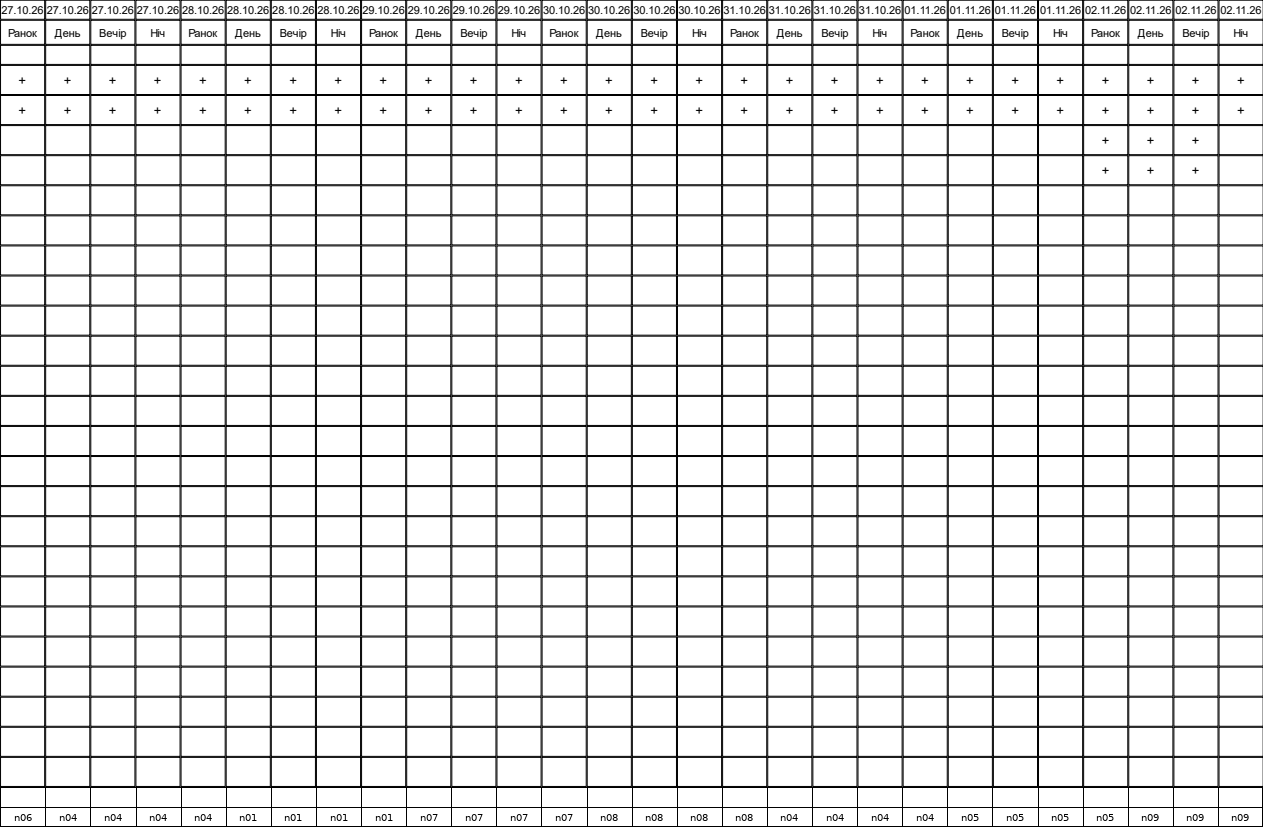 27.10.26 27.10.26 27.10.26 27.10.26 28.10.26 28.10.26 28.10.26 28.10.26 29.10.26 29.10.26 29.10.26 29.10.26 30.10.26 30.10.26 30.10.26 30.10.26 31.10.26 31.10.26 31.10.26 31.10.26 01.11.26 01.11.26 01.11.26 01.11.26 02.11.26 02.11.26 02.11.26 02.11.26
Ранок День Вечір Ніч Ранок День Вечір Ніч Ранок День Вечір Ніч Ранок День Вечір Ніч Ранок День Вечір Ніч Ранок День Вечір Ніч Ранок День Вечір Ніч
+ + + + + + + + + + + + + + + + + + + + + + + + + + + +
+ + + + + + + + + + + + + + + + + + + + + + + + + + + +
+ + +
+ + +
n06 n04 n04 n04 n04 n01 n01 n01 n01 n07 n07 n07 n07 n08 n08 n08 n08 n04 n04 n04 n04 n05 n05 n05 n05 n09 n09 n09